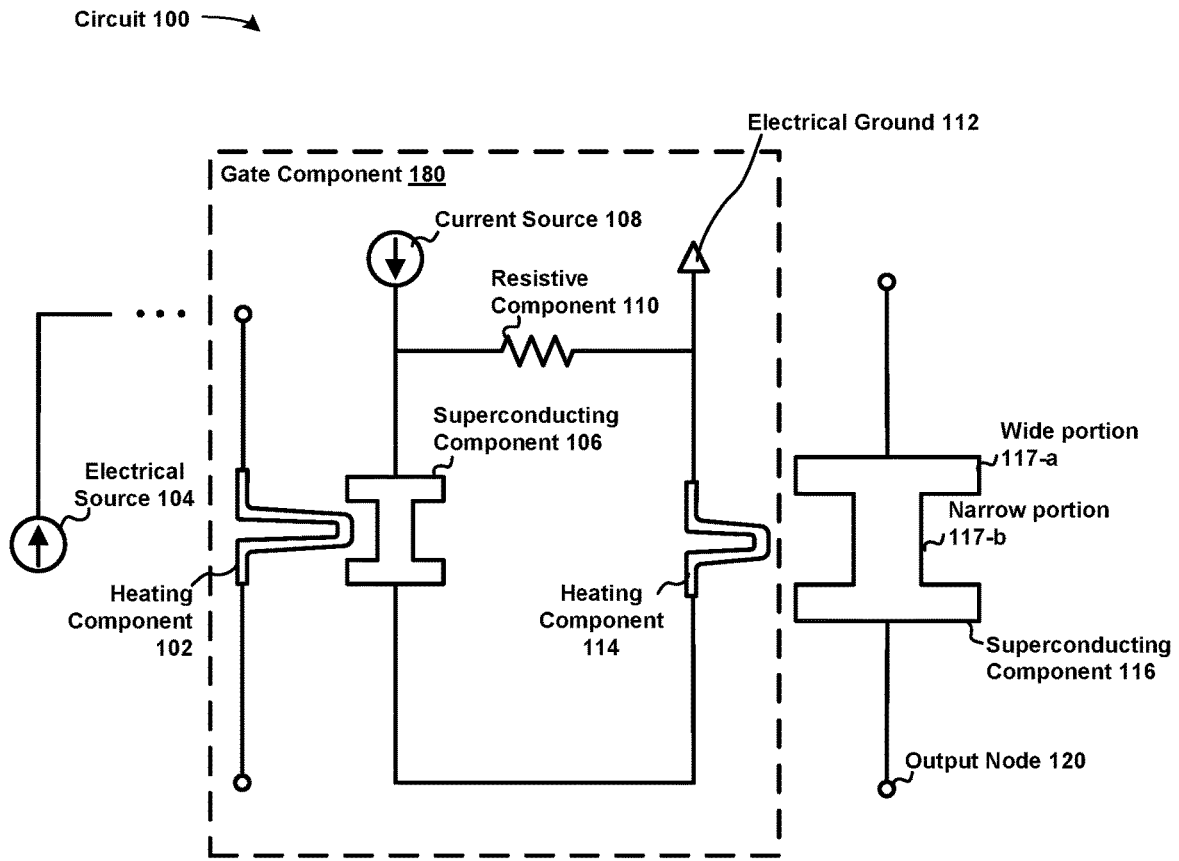 Circuit 100
Electrical Ground 112
Gate Component 180
Current Source 108
Resistive
Component 110
Superconducting
Component 106
Wide portion
117-a
Electrical
Source 104
Narrow portion
117-b
Heating
Component
102
Heating
Component
114
Superconducting
Component 116
Output Node 120